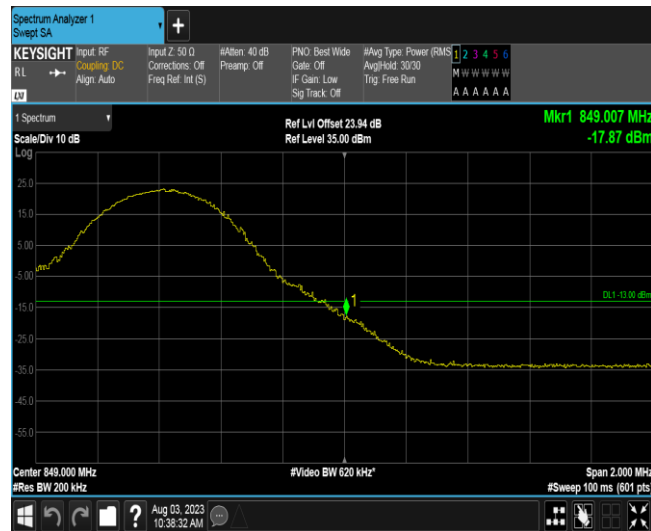 Spectrum Analyzer 1
Swept SA
+
KEYSIGHT
RL
LXI
Input: RF
Coupling: DC
Align: Auto
Input Z: 50 Ω
Corrections: Off
Freq Ref: Int (S)
#Atten: 40 dB
Preamp: Off
PNO: Best Wide
Gate: Off
IF Gain: Low
Sig Track: Off
#Avg Type: Power (RMS
Avg|Hold: 30/30
Trig: Free Run
1 2 3 4 5 6
M W W W W W
A A A A A A
1 Spectrum
Scale/Div 10 dB
Log
Ref Lvl Offset 23.94 dB
Ref Level 35.00 dBm
Mkr1 849.007 MHz
-17.87 dBm
25.0
15.0
5.00
-5.00
DL1 -13.00 dBm
1
-15.0
-25.0
-35.0
-45.0
-55.0
Center 849.000 MHz
#Video BW 620 kHz*
Span 2.000 MHz
#Res BW 200 kHz
#Sweep 100 ms (601 pts)
?
Aug 03, 2023
10:38:32 AM